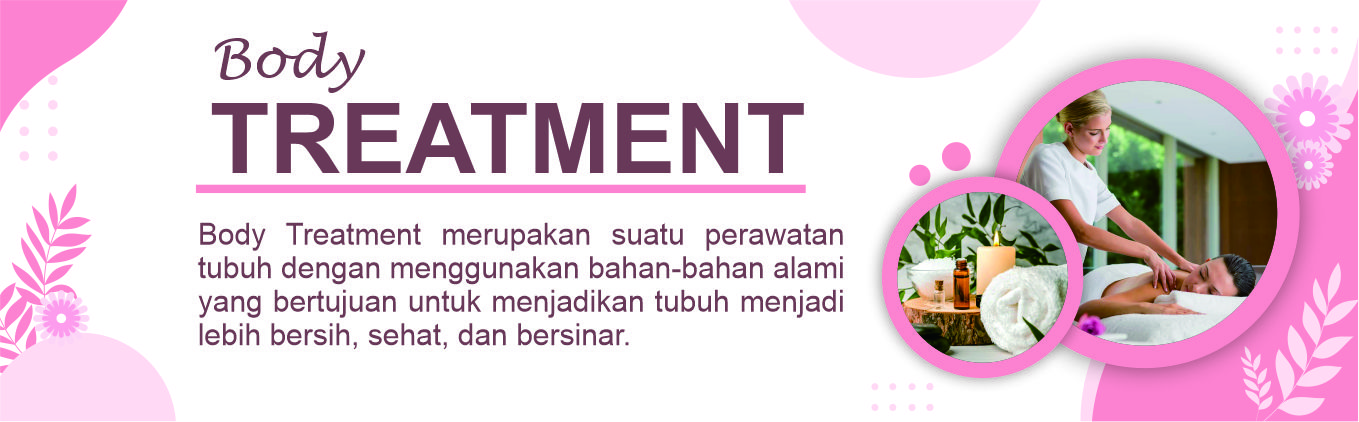 Body
TREATMENT
Body Treatment merupakan suatu perawatan
tubuh dengan menggunakan bahan-bahan alami
yang bertujuan untuk menjadikan tubuh menjadi
lebih bersih, sehat, dan bersinar.